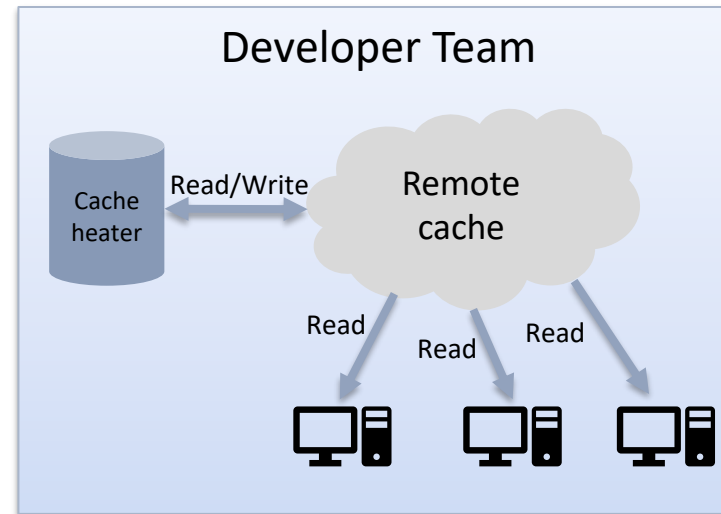 Developer Team
Read/Write
Cache
heater
Remote
cache
Read
Read
Read